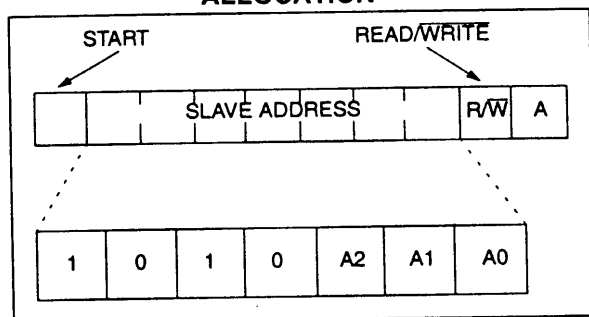 ALLOCATION
START READ/WRITE
SLAVE ADDRESS R/W A
1 0 1 0 A2 A1 A0